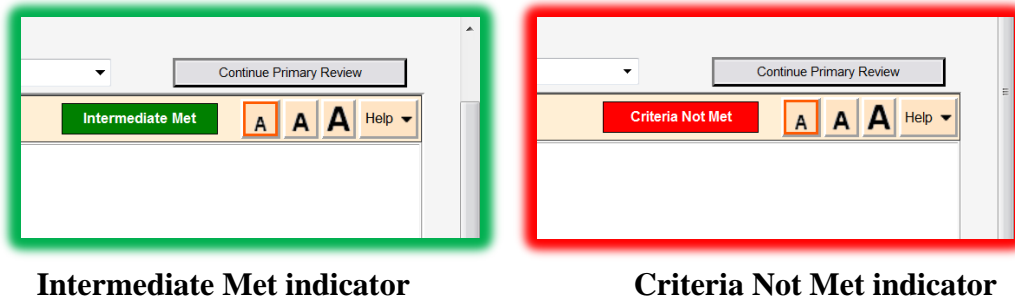 Continue Primary Review
Intermediate Met A A A Help
Intermediate Met indicator
Continue Primary Review
Criteria Not Met A A A Help
Criteria Not Met indicator